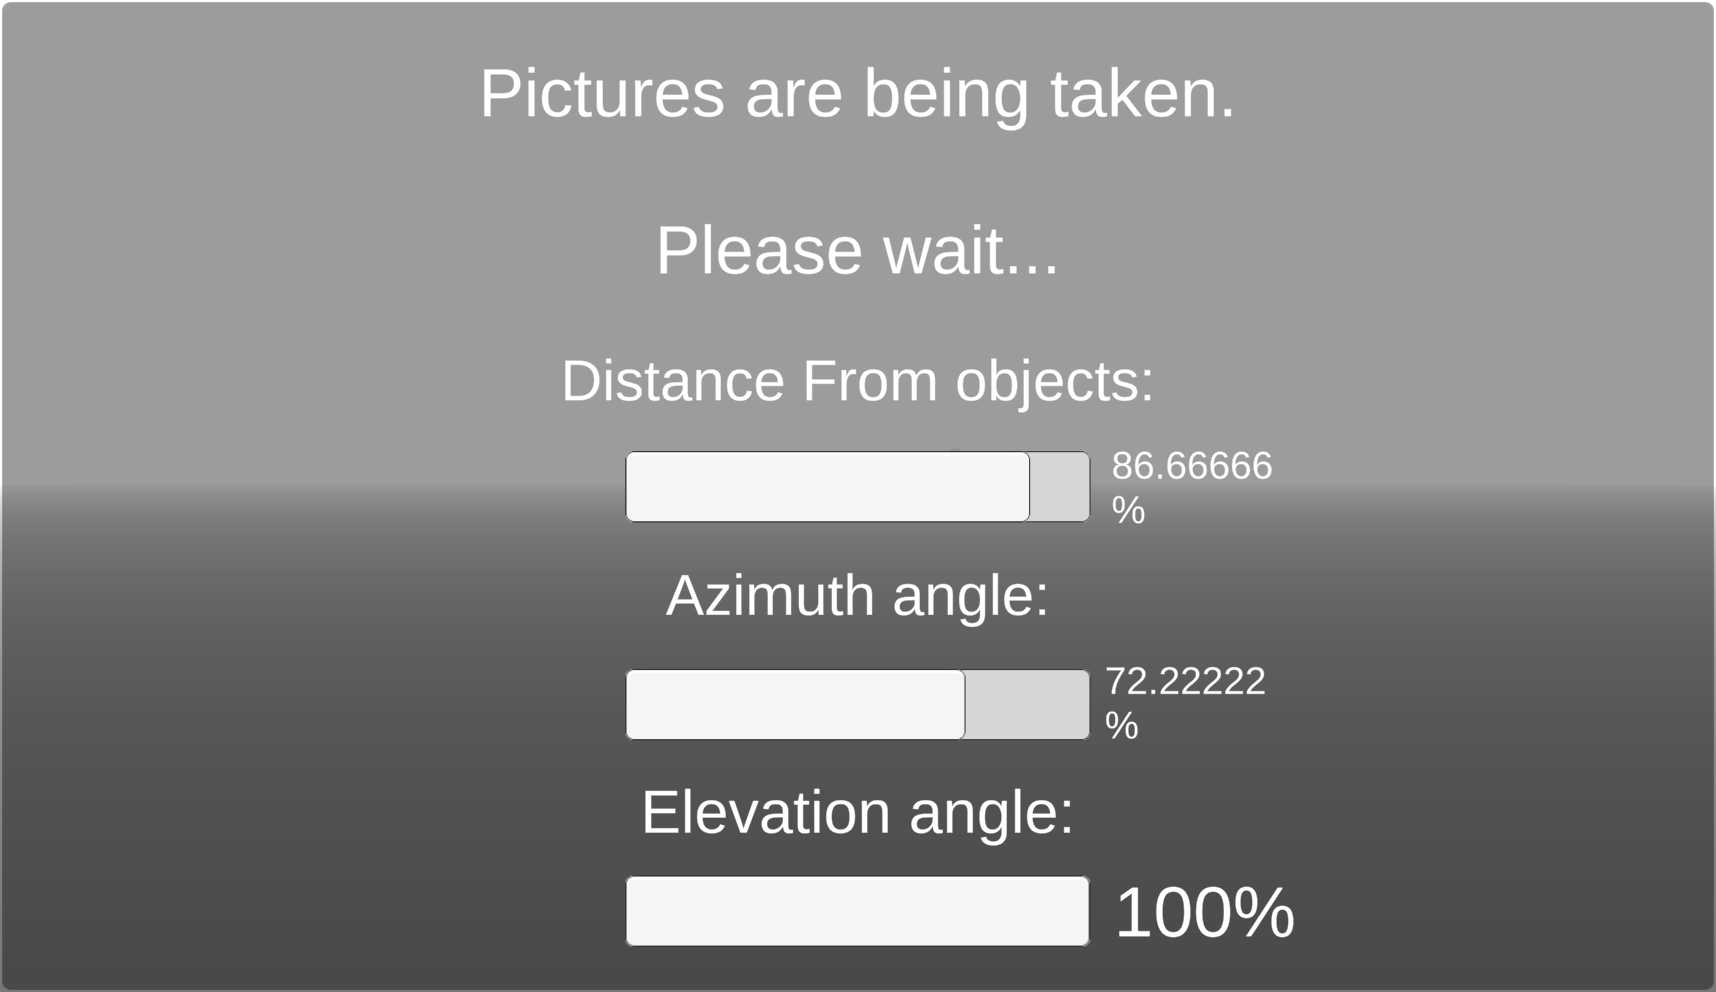 Pictures are being taken.
Please wait...
Distance From objects:
86.66666
%
Azimuth angle:
72.22222
%
Elevation angle:
100%